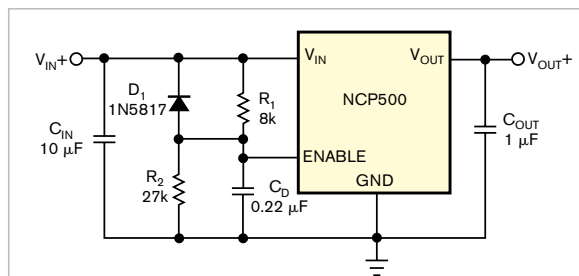 VIN+
D1
1N5817
R1
8k
VIN
VOUT
VOUT+
NCP500
CIN
10 µF
COUT
1 µF
ENABLE
R2
27k
CD
0.22 µF
GND